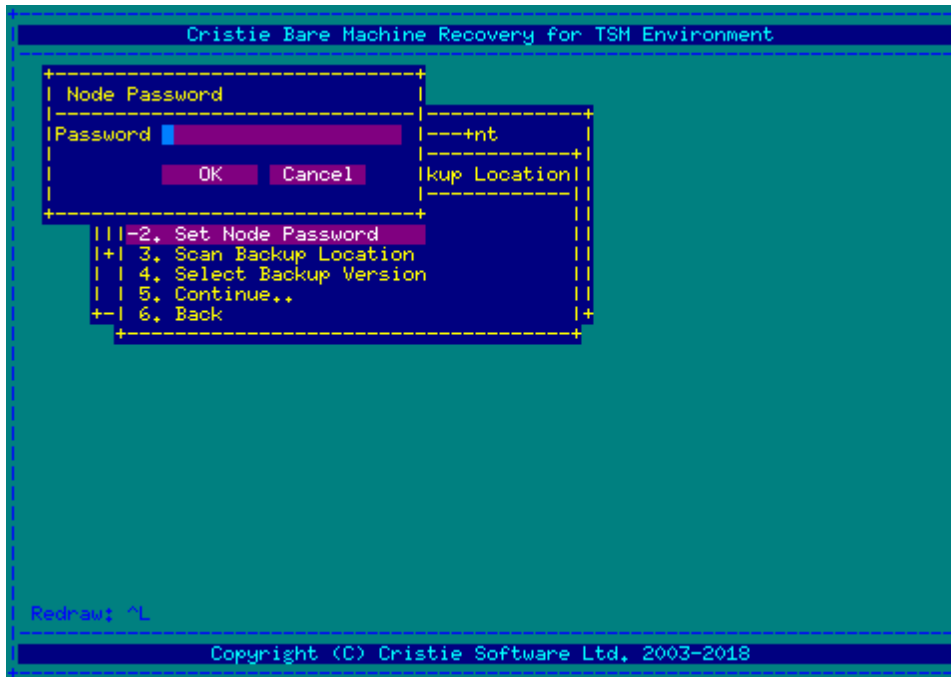 Cristie Bare Machine Recovery for TSM Environment
Node Password
Password
---+nt
OK Cancel
kup Location
-2. Set Node Password
3. Scan Backup Location
4. Select Backup Version
5. Continue..
6. Back
Redraw: ^L
Copyright (C) Cristie Software Ltd. 2003-2018